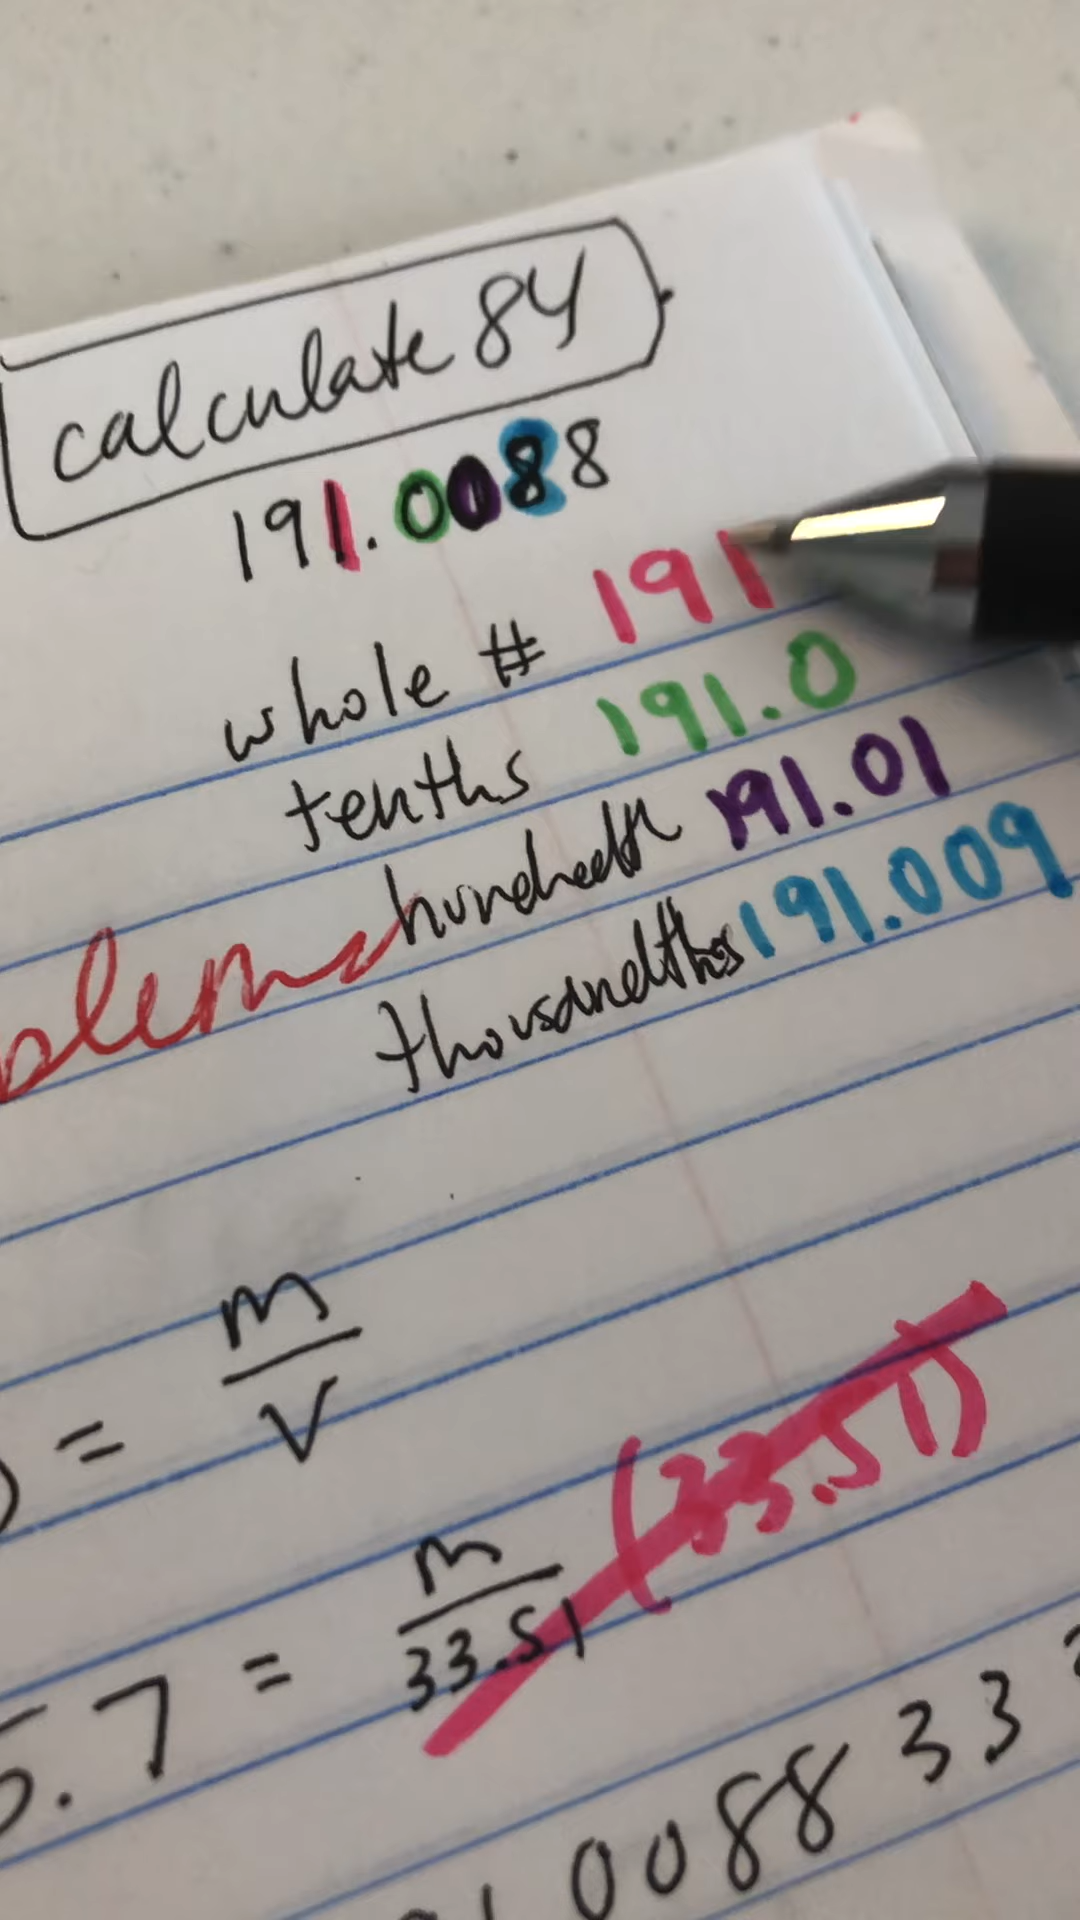 calculate 84
191.0088
whole # 191
tenths 191.0
hundredth 191.01
thousandths 191.009
= m
V
5.7 = m (33.51)
33.51
0088 33